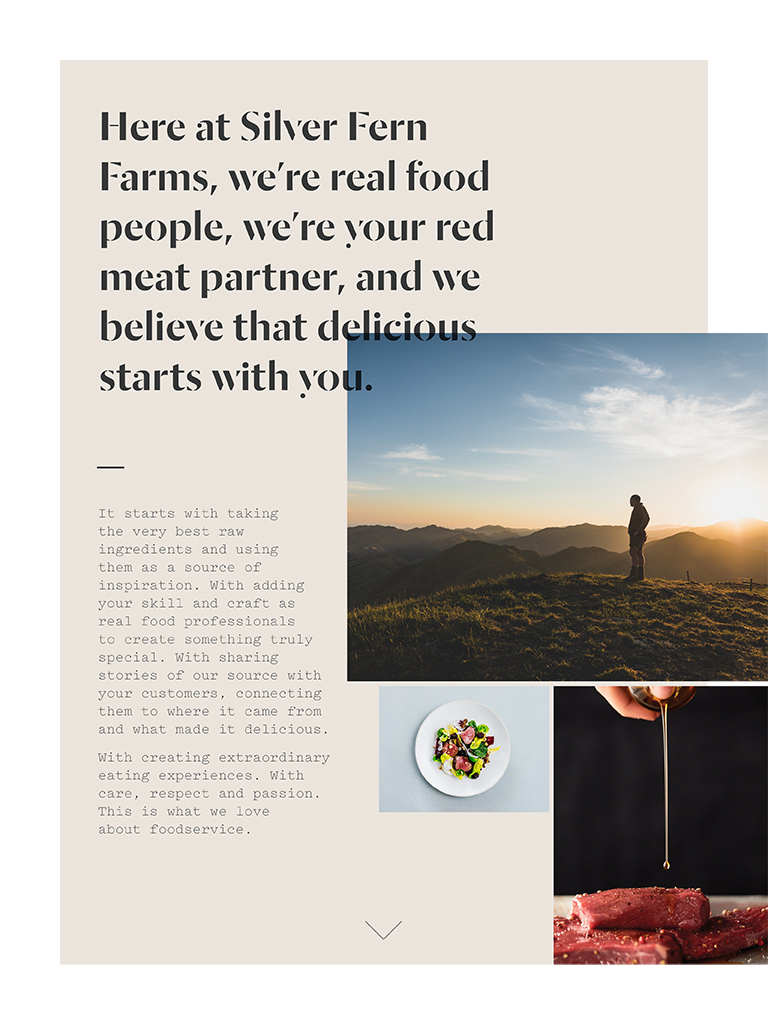 Here at Silver Fern
Farms, we're real food
people, we're your red
meat partner, and we
believe that delicious
starts with you.
It starts with taking
the very best raw
ingredients and using
them as a source of
inspiration. With adding
your skill and craft as
real food professionals
to create something truly
special. With sharing
stories of our source with
your customers, connecting
them to where it came from
and what made it delicious.
With creating extraordinary
eating experiences. With
care, respect and passion.
This is what we love
about foodservice.